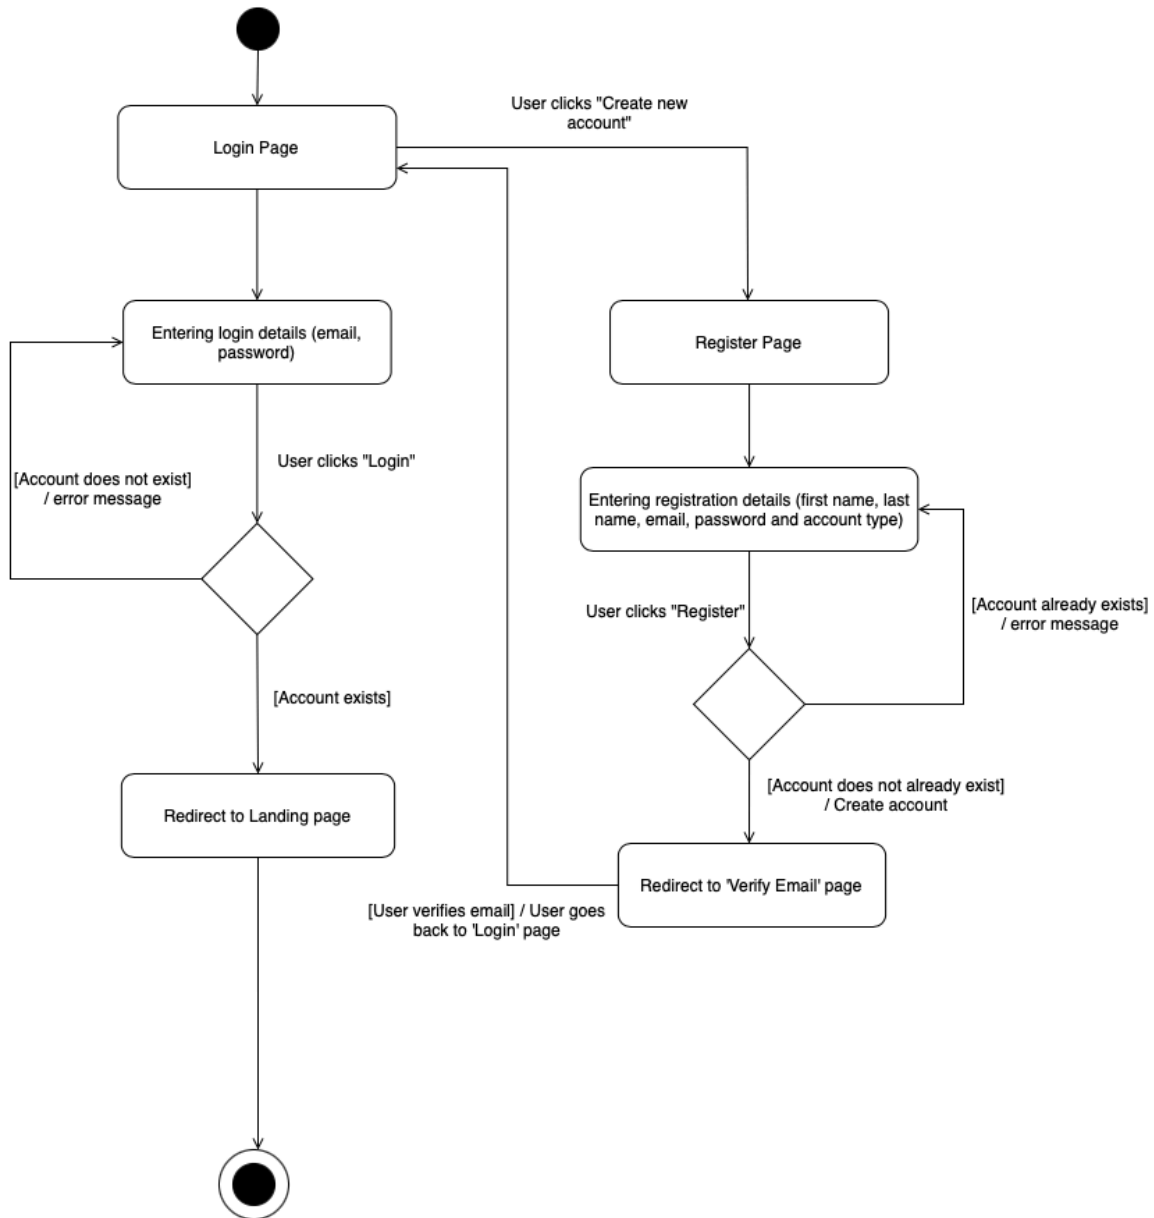 User clicks "Create new
account"
Login Page
Entering login details (email,
password)
Register Page
User clicks "Login"
[Account does not exist]
/ error message
Entering registration details (first name, last
name, email, password and account type)
User clicks "Register"
[Account already exists]
/ error message
[Account exists]
[Account does not already exist]
/ Create account
Redirect to Landing page
Redirect to 'Verify Email' page
[User verifies email] / User goes
back to 'Login' page